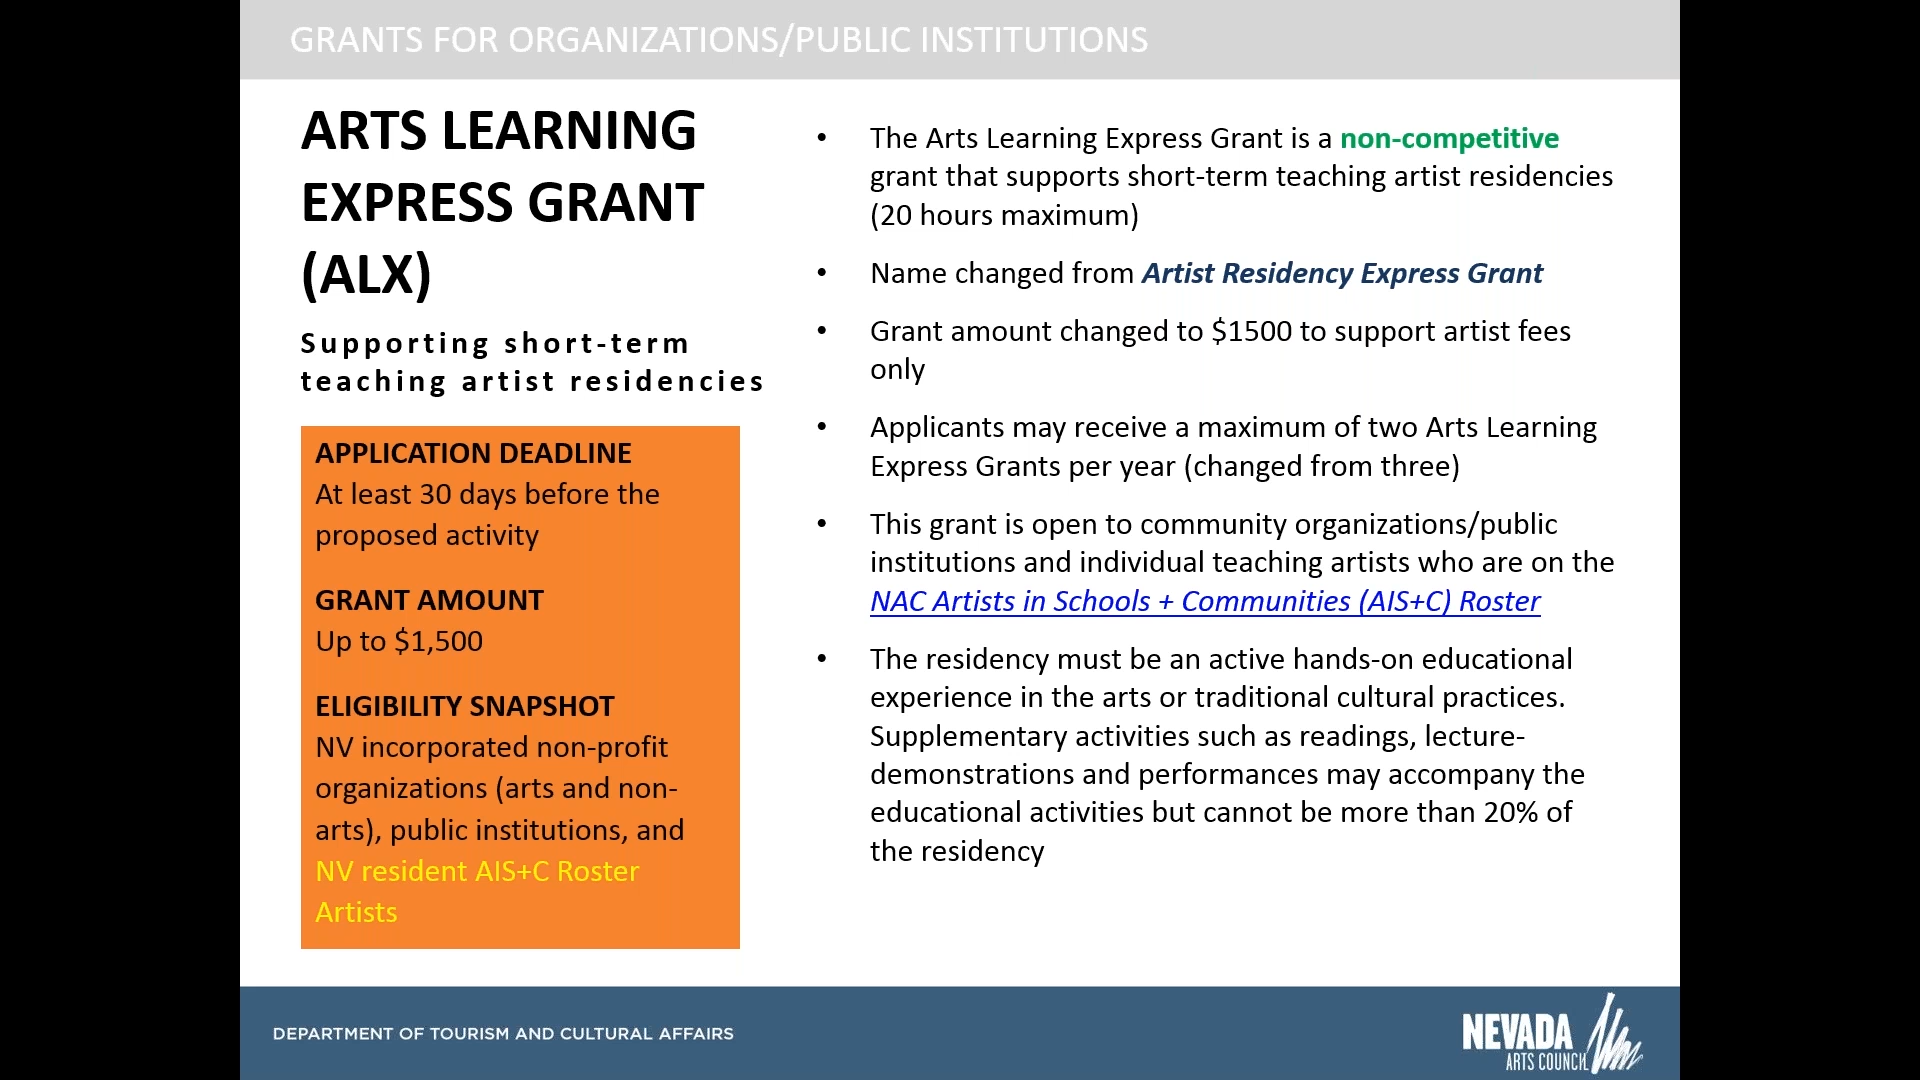 GRANTS FOR ORGANIZATIONS/PUBLIC INSTITUTIONS
ARTS LEARNING
EXPRESS GRANT
(ALX)
Supporting short-term
teaching artist residencies
APPLICATION DEADLINE
At least 30 days before the
proposed activity
GRANT AMOUNT
Up to $1,500
ELIGIBILITY SNAPSHOT
NV incorporated non-profit
organizations (arts and non-
arts), public institutions, and
NV resident AIS+C Roster
Artists
• The Arts Learning Express Grant is a non-competitive
grant that supports short-term teaching artist residencies
(20 hours maximum)
• Name changed from Artist Residency Express Grant
• Grant amount changed to $1500 to support artist fees
only
• Applicants may receive a maximum of two Arts Learning
Express Grants per year (changed from three)
• This grant is open to community organizations/public
institutions and individual teaching artists who are on the
NAC Artists in Schools + Communities (AIS+C) Roster
• The residency must be an active hands-on educational
experience in the arts or traditional cultural practices.
Supplementary activities such as readings, lecture-
demonstrations and performances may accompany the
educational activities but cannot be more than 20% of
the residency
DEPARTMENT OF TOURISM AND CULTURAL AFFAIRS
NEVADA
ARTS COUNCIL